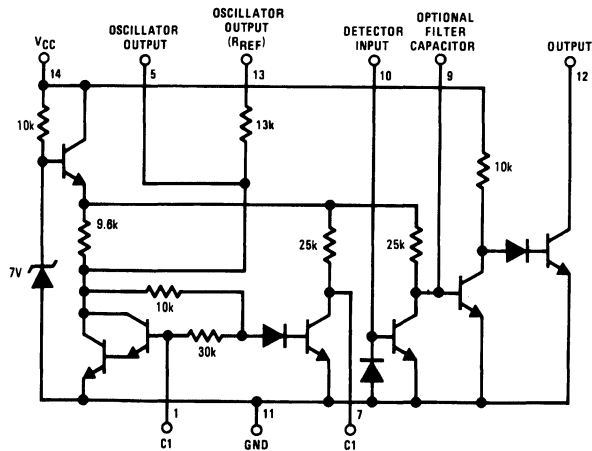 OSCILLATOR
OUTPUT
OSCILLATOR
OUTPUT
(RREF)
DETECTOR
INPUT
OPTIONAL
FILTER
CAPACITOR
OUTPUT
VCC
14
5
13
10
9
12
10k
13k
10k
9.6k
25k
25k
7V
10k
30k
1
11
7
C1
GND
C1